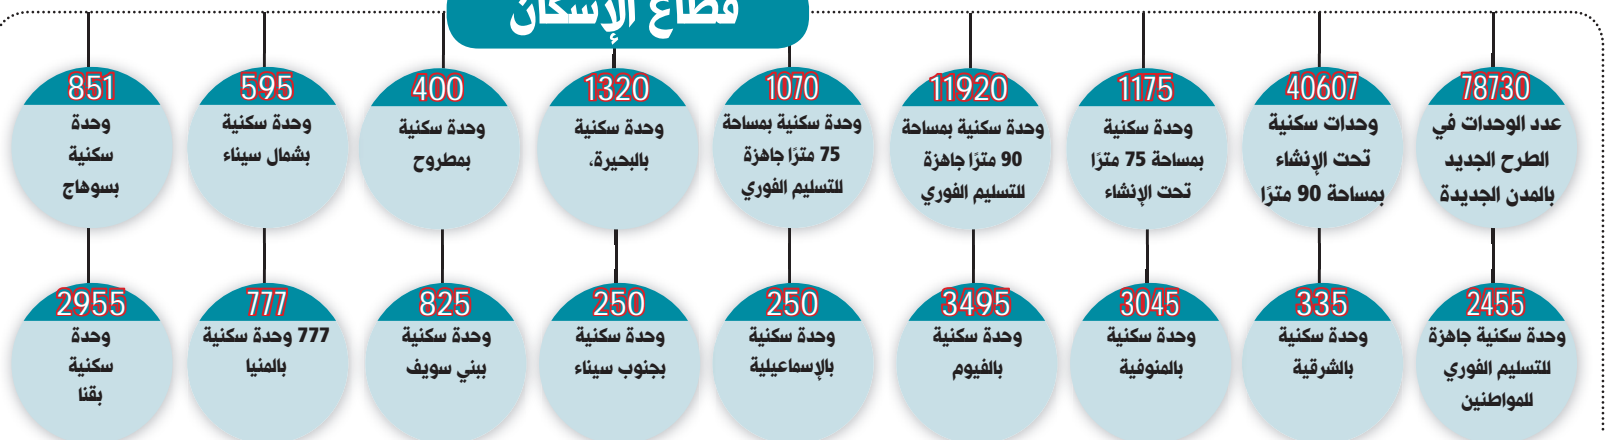 قطاع الإسكان
78730
عدد الوحدات في
الطرح الجديد
بالمدن الجديدة
40607
وحدات سكنية
تحت الإنشاء
بمساحة 90 مترًا
1175
وحدة سكنية
بمساحة 75 مترًا
تحت الإنشاء
11920
وحدة سكنية بمساحة
90 مترًا جاهزة
للتسليم الفوري
1070
وحدة سكنية بمساحة
75 مترًا جاهزة
للتسليم الفوري
1320
وحدة سكنية
بالبحيرة،
400
وحدة سكنية
بمطروح
595
وحدة سكنية
بشمال سيناء
851
وحدة
سكنية
بسوهاج
2455
وحدة سكنية جاهزة
للتسليم الفوري
للمواطنين
335
وحدة سكنية
بالشرقية
3045
وحدة سكنية
بالمنوفية
3495
وحدة سكنية
بالفيوم
250
وحدة سكنية
بالإسماعيلية
250
وحدة سكنية
بجنوب سيناء
825
وحدة سكنية
ببني سويف
777
777 وحدة سكنية
بالمنيا
2955
وحدة
سكنية
بقنا